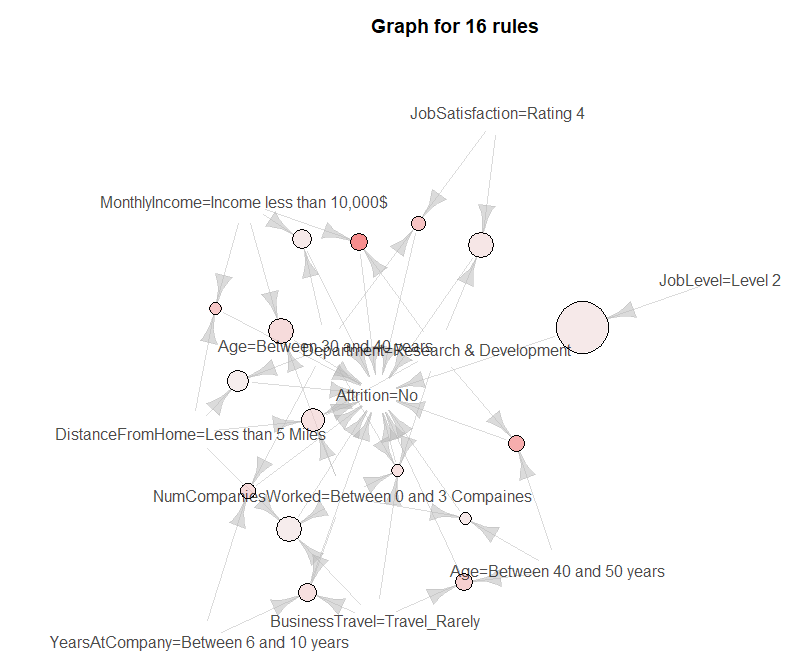 Graph for 16 rules
JobSatisfaction=Rating 4
MonthlyIncome=Income less than 10,000$
JobLevel=Level 2
Age=Between 30 and 40 years
Department=Research & Development
Attrition=No
DistanceFromHome=Less than 5 Miles
NumCompaniesWorked=Between 0 and 3 Compaines
Age=Between 40 and 50 years
BusinessTravel=Travel_Rarely
YearsAtCompany=Between 6 and 10 years